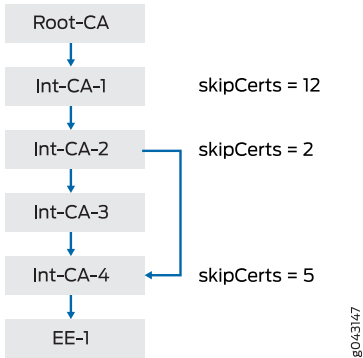 Root-CA
Int-CA-1 skipCerts = 12
Int-CA-2 skipCerts = 2
Int-CA-3
Int-CA-4 skipCerts = 5
EE-1
g043147